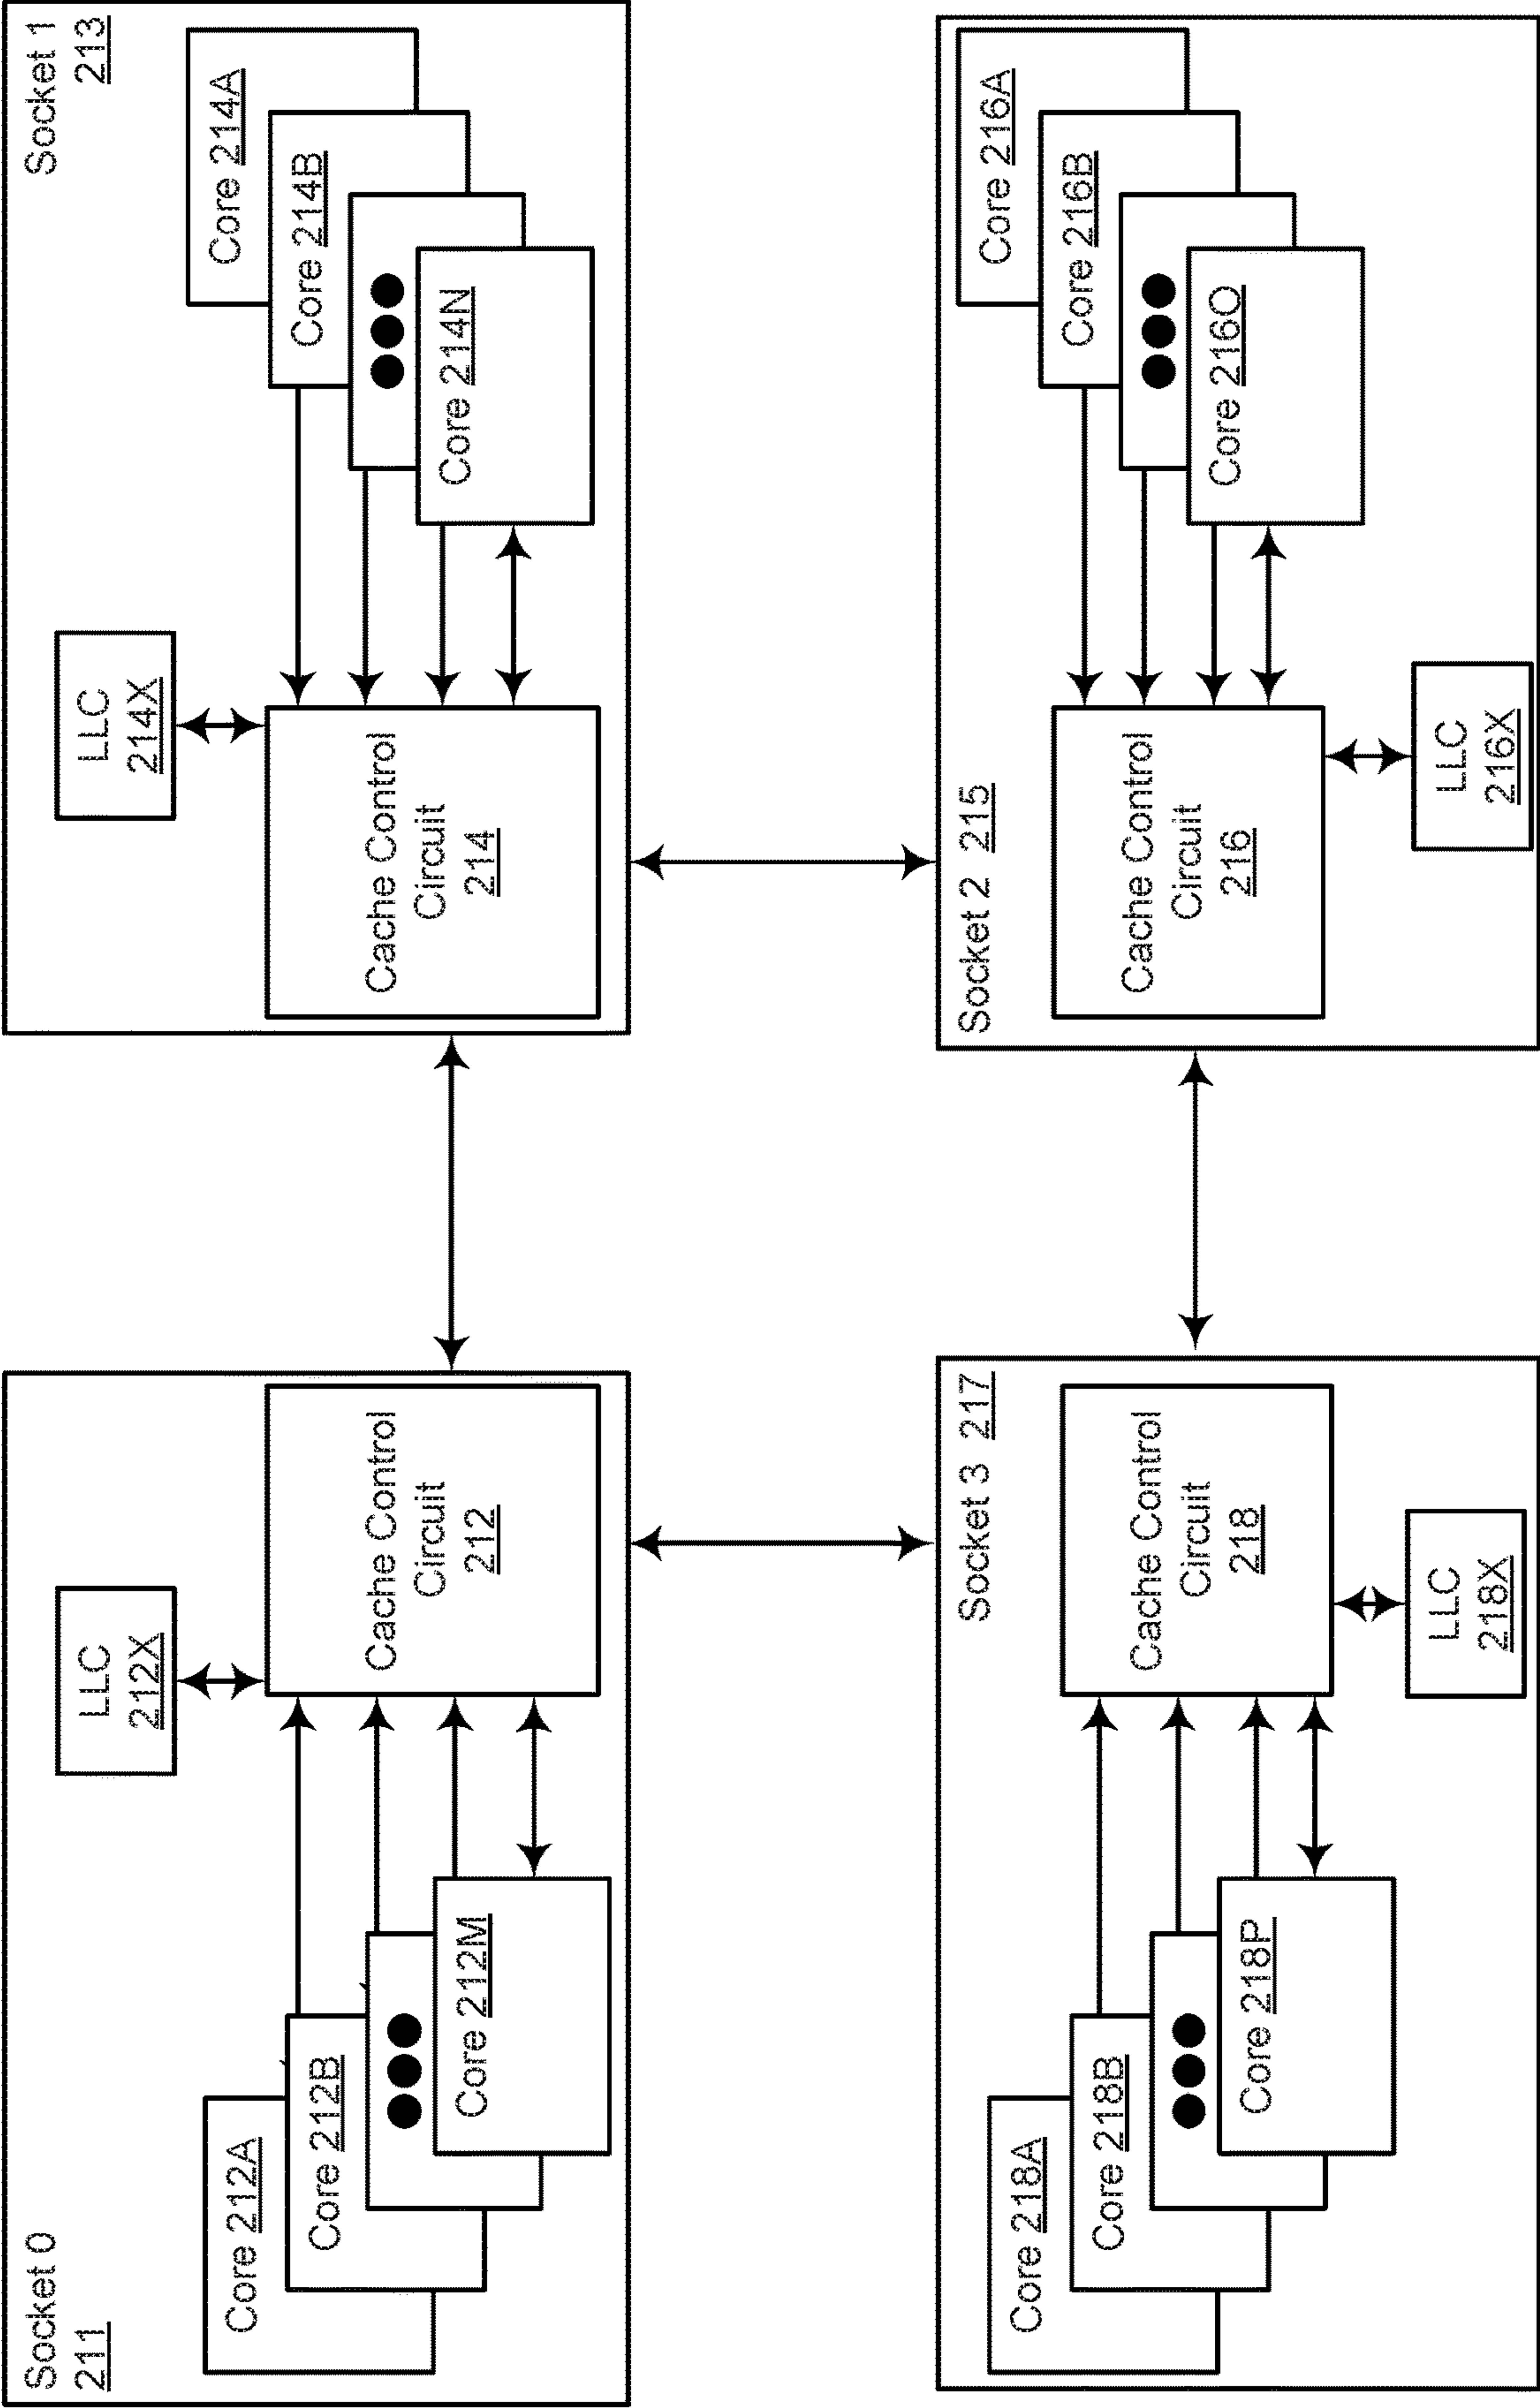 Socket 0
211
Core 212A
Core 212B
Core 212M
LLC
212X
Cache Control
Circuit
212
Socket 1
213
LLC
214X
Cache Control
Circuit
214
Core 214A
Core 214B
Core 214N
Socket 3 217
Core 218A
Core 218B
Core 218P
Cache Control
Circuit
218
LLC
218X
Socket 2 215
Cache Control
Circuit
216
LLC
216X
Core 216A
Core 216B
Core 216O